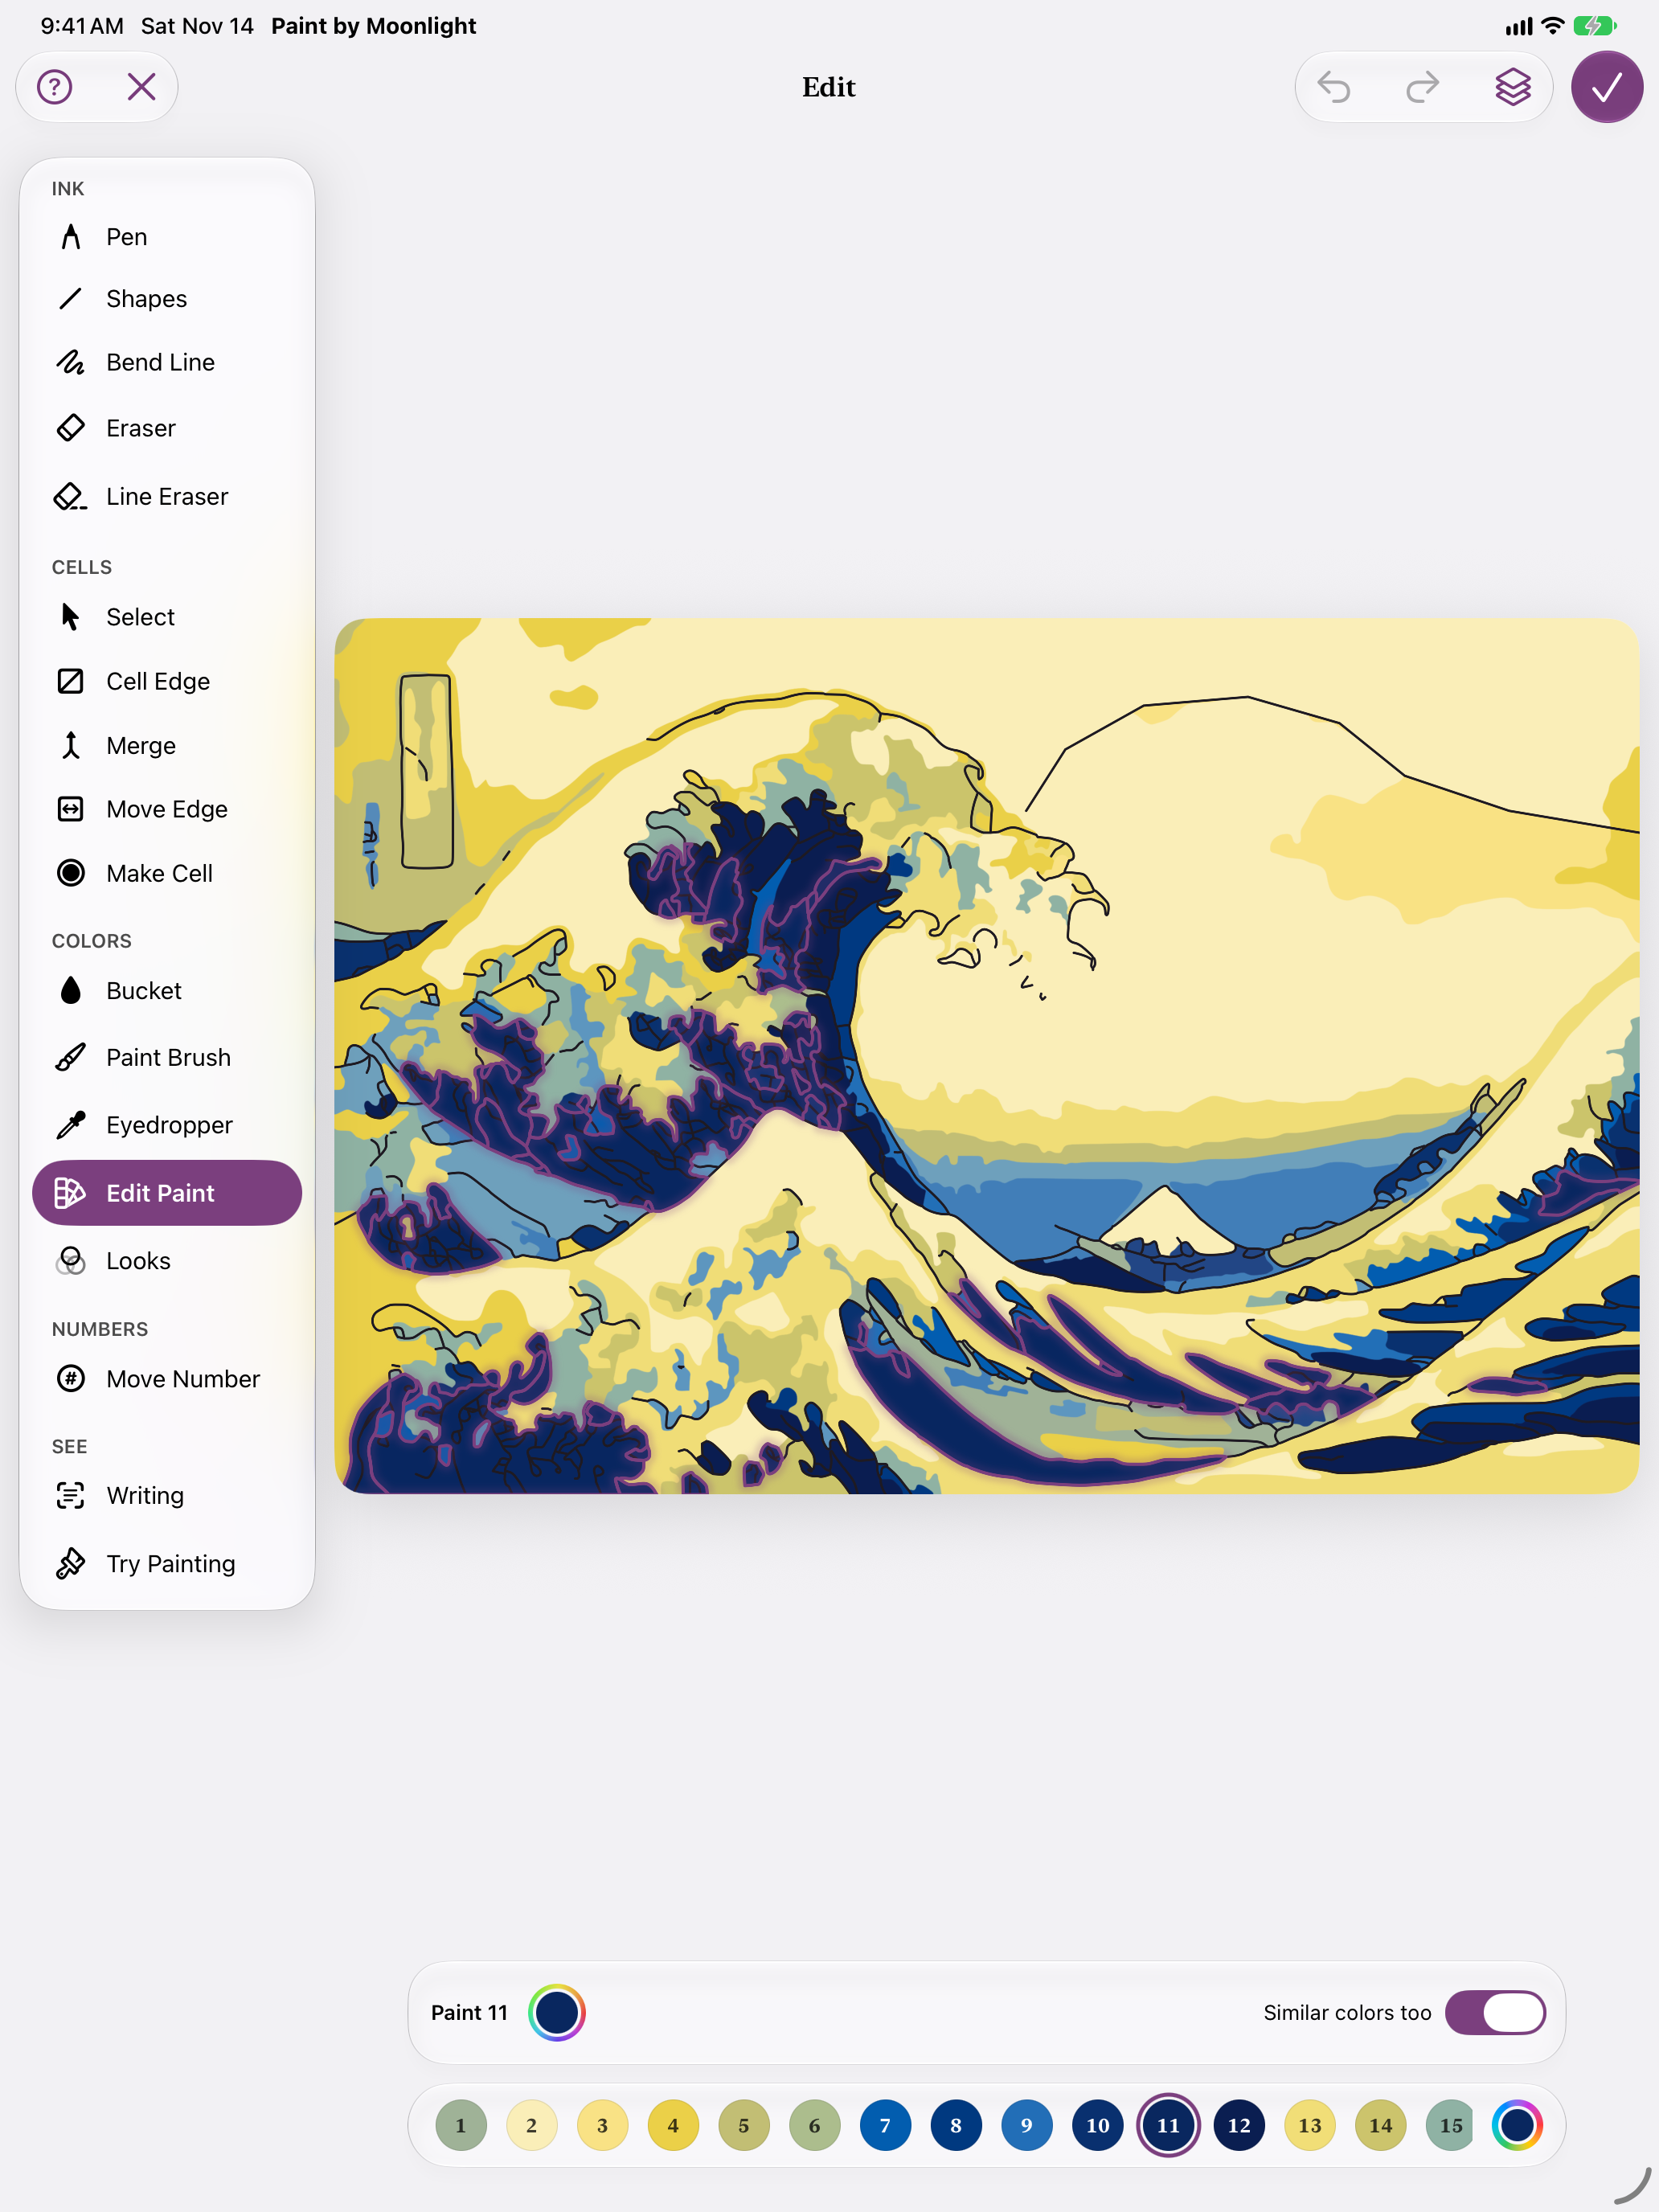 9:41 AM Sat Nov 14 Paint by Moonlight
Edit
INK
Pen
Shapes
Bend Line
Eraser
Line Eraser
CELLS
Select
Cell Edge
Merge
Move Edge
Make Cell
COLORS
Bucket
Paint Brush
Eyedropper
Edit Paint
Looks
NUMBERS
# Move Number
SEE
Writing
Try Painting
Paint 11
Similar colors too
1 2 3 4 5 6 7 8 9 10 11 12 13 14 15